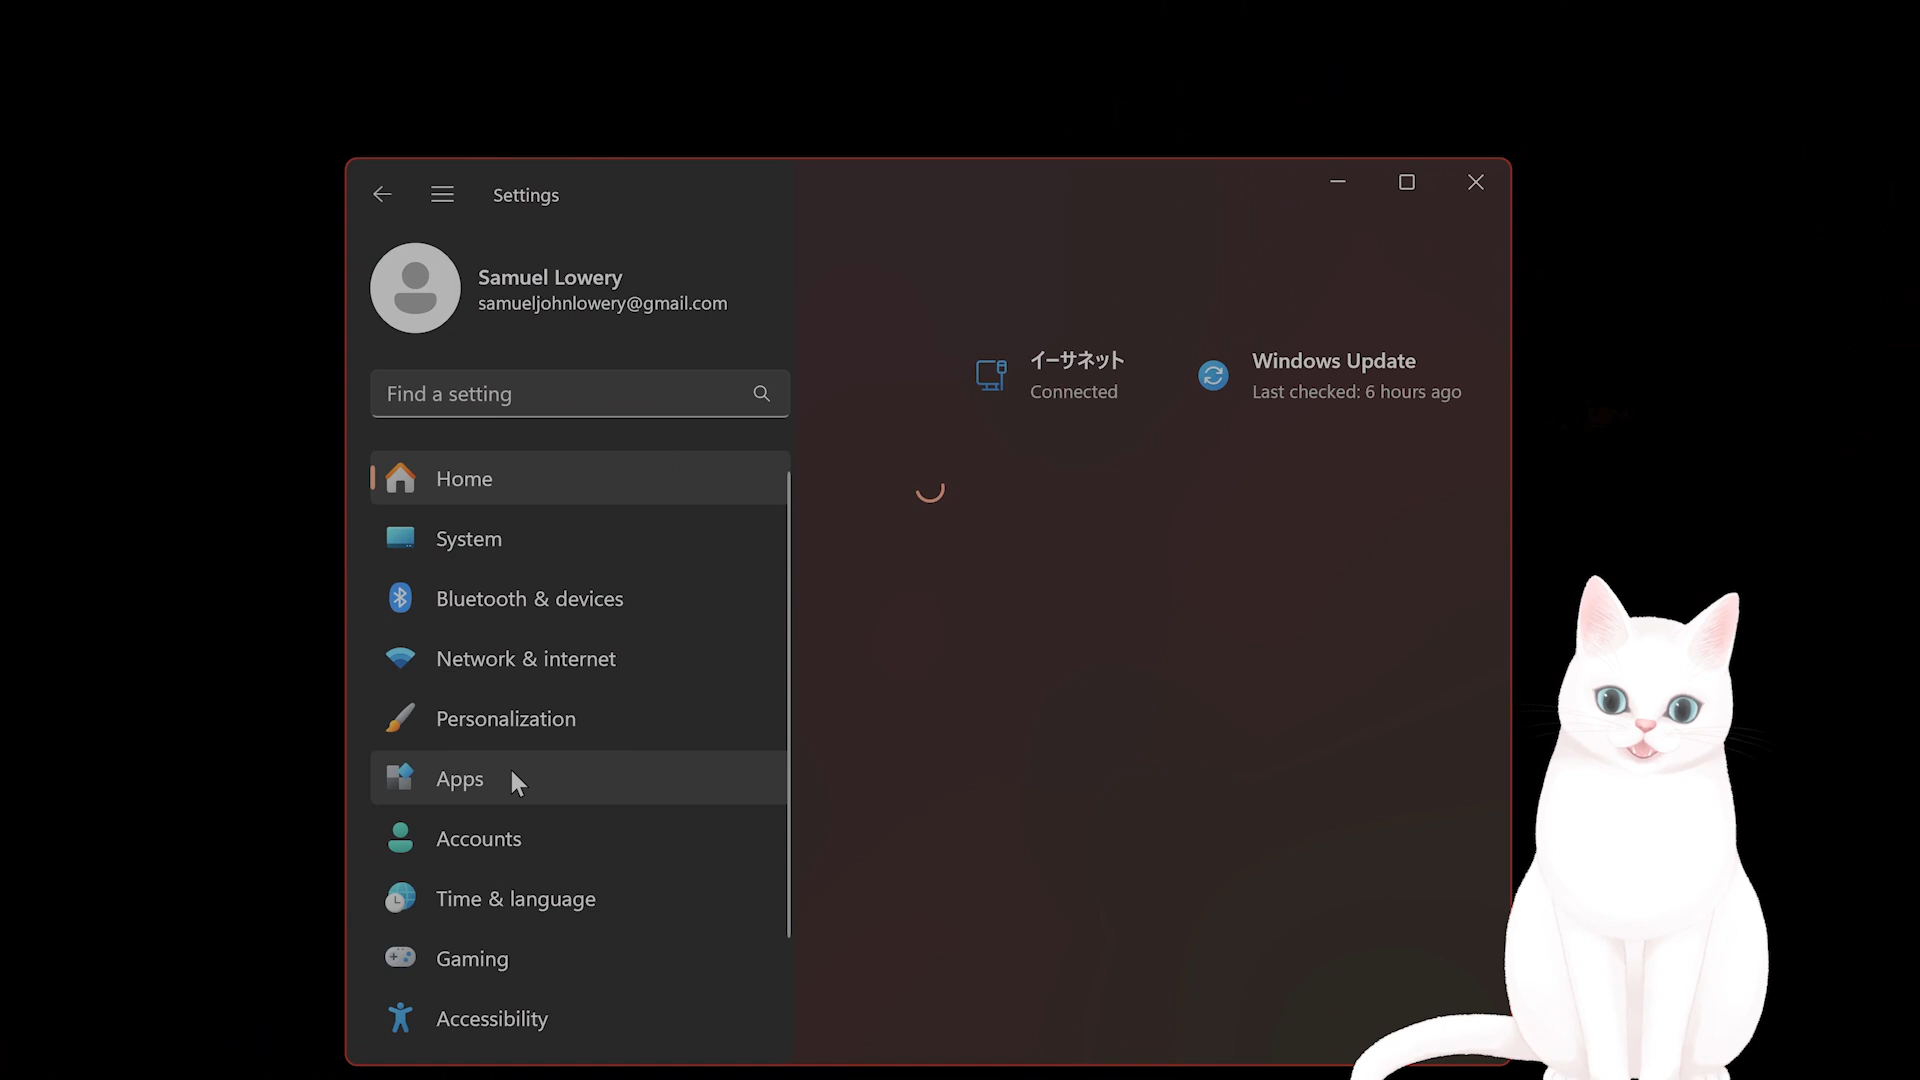 Settings
Samuel Lowery
samueljohnlowery@gmail.com
Find a setting
Home
System
Bluetooth & devices
Network & internet
Personalization
Apps
Accounts
Time & language
Gaming
Accessibility
イーサネット
Connected
Windows Update
Last checked: 6 hours ago